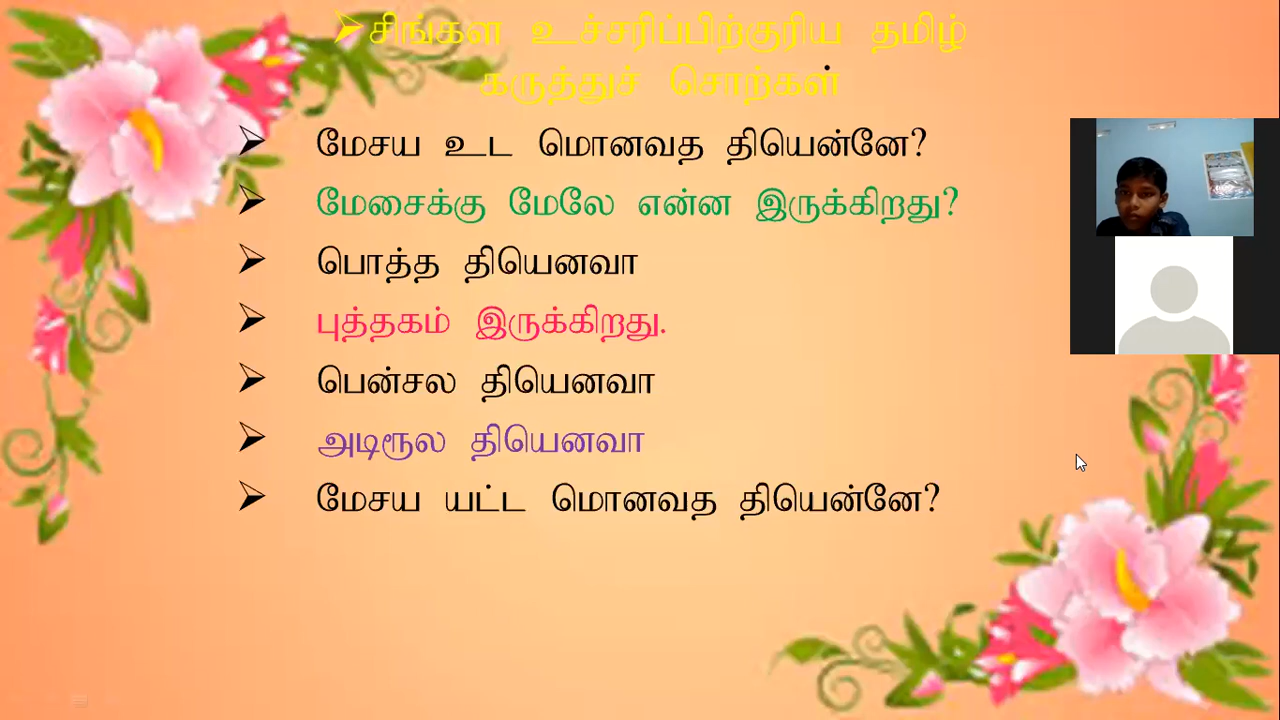 ➢சிங்கள உச்சரிப்பிற்குரிய தமிழ்
கருத்துச் சொற்கள்
➢ மேசய உட மொனவத தியென்னே?
➢ மேசைக்கு மேலே என்ன இருக்கிறது?
➢ பொத்த தியெனவா
➢ புத்தகம் இருக்கிறது.
➢ பென்சல தியெனவா
➢ அடிரூல தியெனவா
➢ மேசய யட்ட மொனவத தியென்னே?